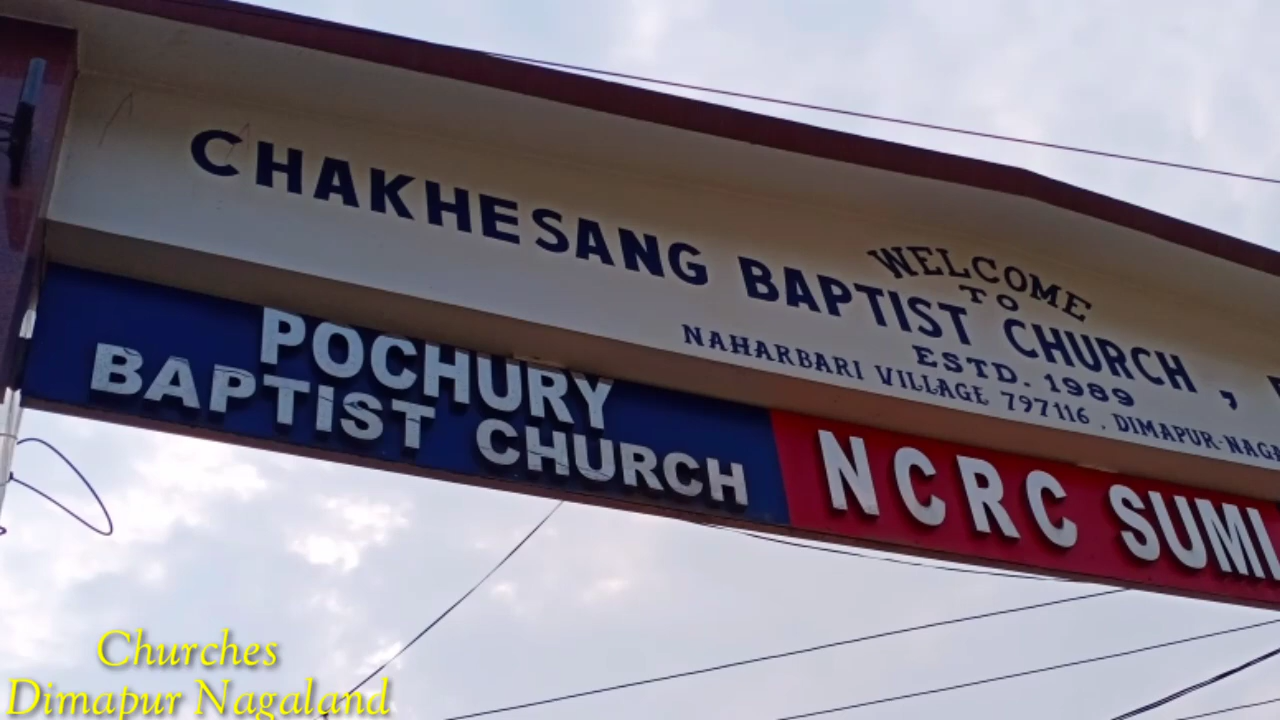 WELCOME
TO
CHAKHESANG BAPTIST CHURCH ,
ESTD. 1989
NAHARBARI VILLAGE 797116 , DIMAPUR-NAGA
POCHURY
BAPTIST CHURCH
NCRC SUMI
Churches
Dimapur Nagaland